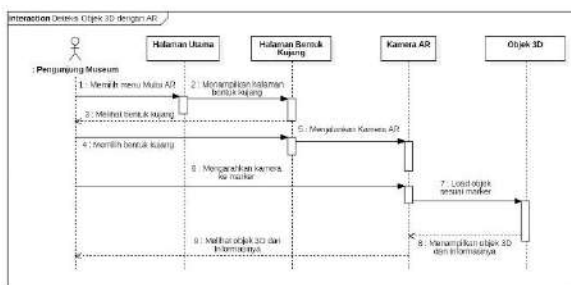 interaction Deteksi Objek 3D dengan AR
Halaman Utama
Halaman Bentuk
Kujang
Kamera AR
Objek 3D
: Pengunjung Museum
1 : Memilih menu Mulai AR
2 : Menampilkan halaman
bentuk kujang
3 : Melihat bentuk kujang
4 : Memilih bentuk kujang
5 : Menjalankan Kamera AR
6 : Mengarahkan kamera
ke marker
7 : Load objek
sesuai marker
8 : Menampilkan objek 3D
dan Informasinya
9 : Melihat objek 3D dan
Informasinya